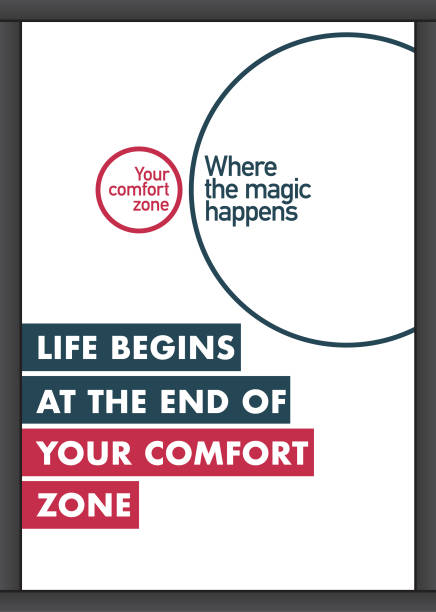 Your
comfort
zone
Where
the magic
happens
LIFE BEGINS
AT THE END OF
YOUR COMFORT
ZONE